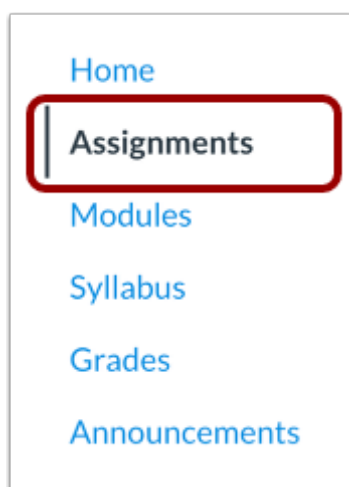 Home
Assignments
Modules
Syllabus
Grades
Announcements